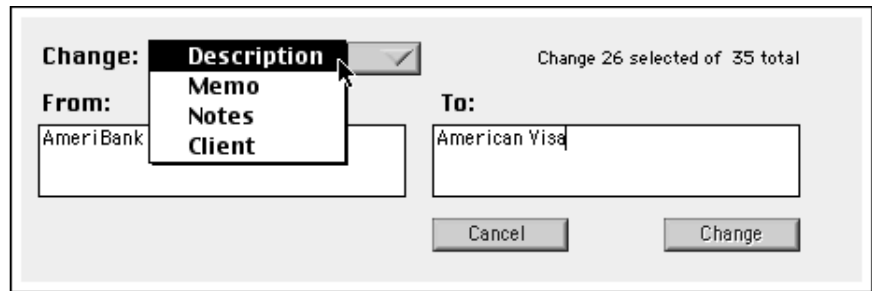 Change: Description Change 26 selected of 35 total
Memo
From: To:
Notes
AmeriBank American Visa
Client
Cancel Change